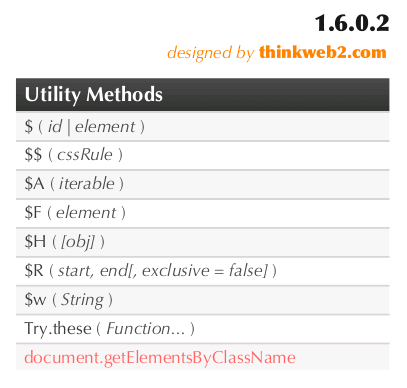 1.6.0.2
designed by thinkweb2.com
Utility Methods
$ ( id | element )
$$ ( cssRule )
$A ( iterable )
$F ( element )
$H ( [obj] )
$R ( start, end[, exclusive = false] )
$w ( String )
Try.these ( Function... )
document.getElementsByClassName